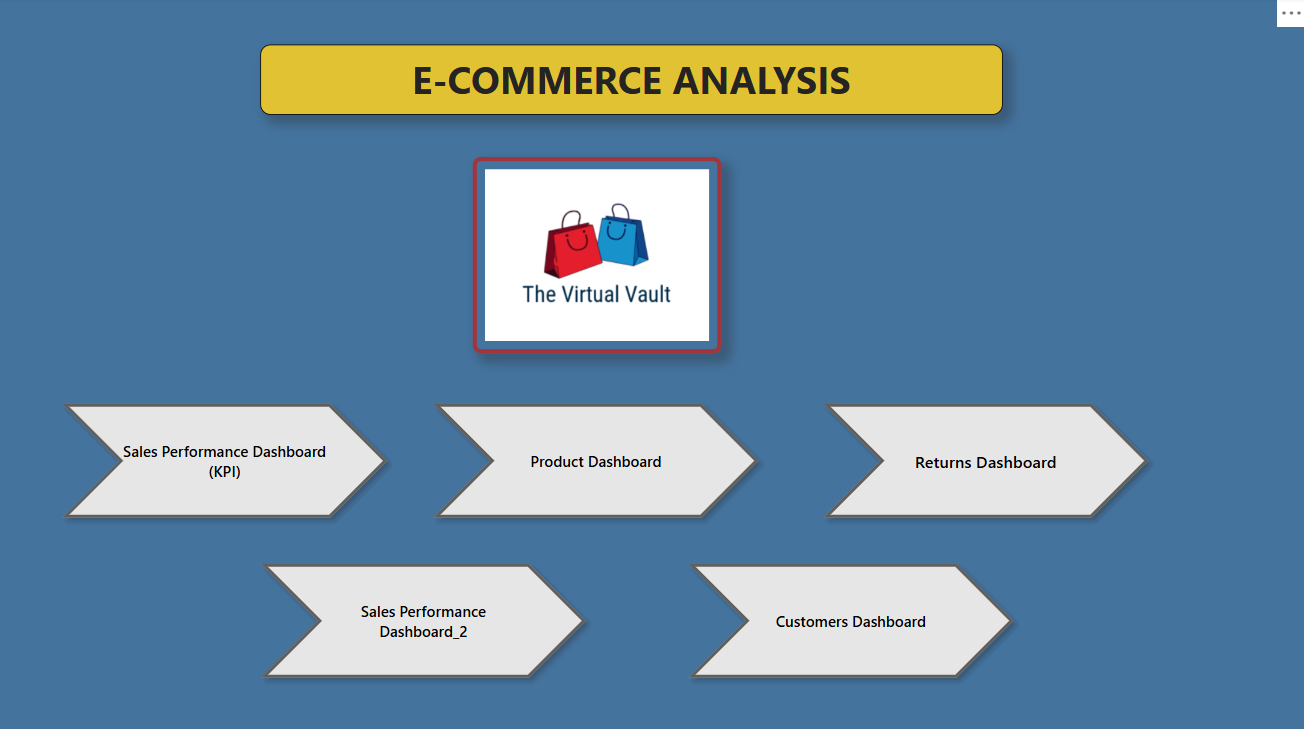 E-COMMERCE ANALYSIS
The Virtual Vault
Sales Performance Dashboard
(KPI)
Product Dashboard
Returns Dashboard
Sales Performance
Dashboard_2
Customers Dashboard